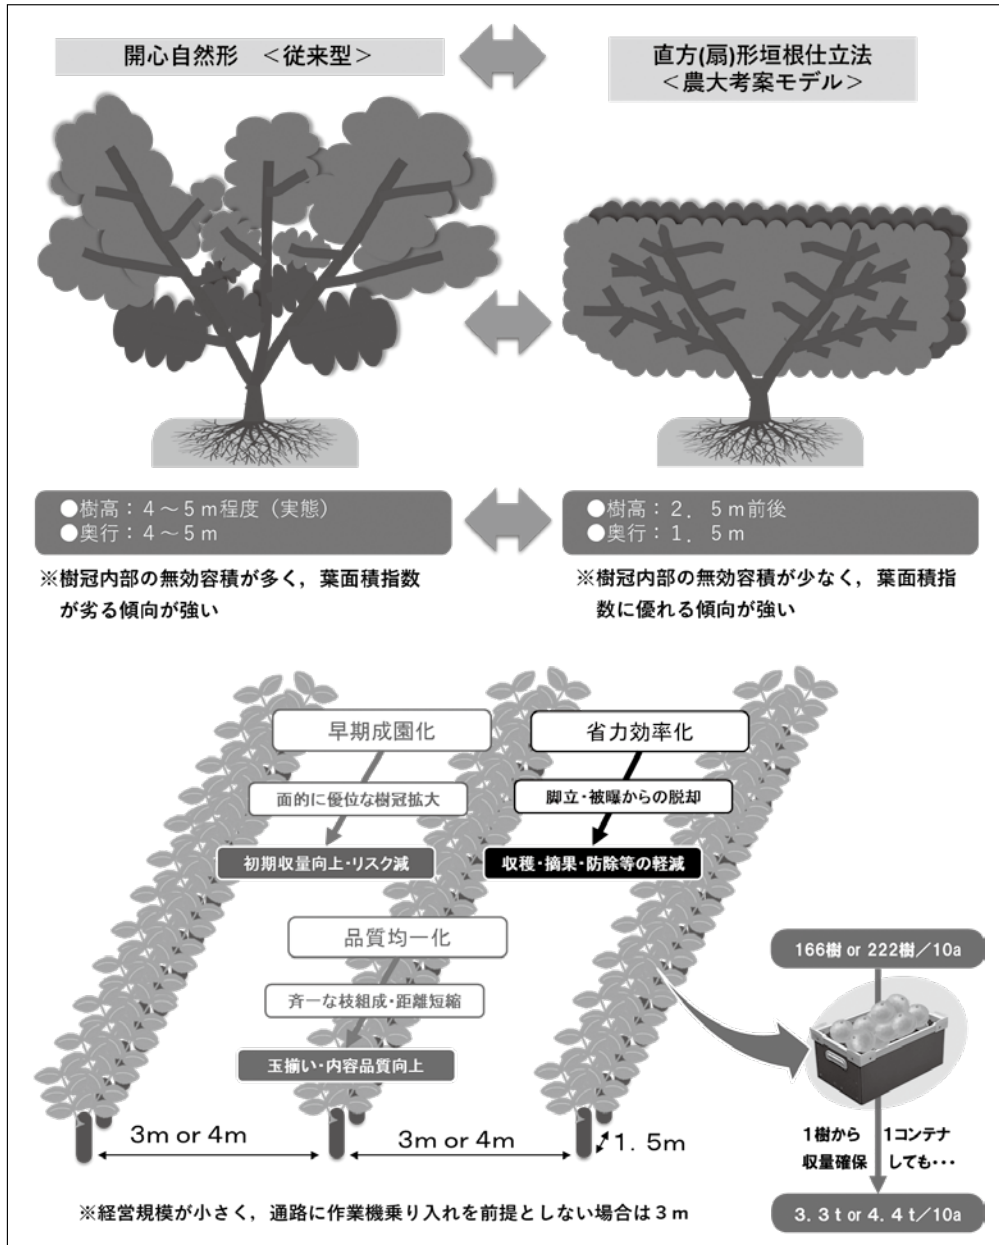 開心自然形 ＜従来型＞
直方(扇)形垣根仕立法
＜農大考案モデル＞
●樹高：４～５ｍ程度（実態）
●奥行：４～５ｍ
●樹高：２．５ｍ前後
●奥行：１．５ｍ
※樹冠内部の無効容積が多く，葉面積指数
が劣る傾向が強い
※樹冠内部の無効容積が少なく，葉面積指
数に優れる傾向が強い
早期成園化
面的に優位な樹冠拡大
初期収量向上・リスク減
省力効率化
脚立・被曝からの脱却
収穫・摘果・防除等の軽減
品質均一化
斉一な枝組成・距離短縮
玉揃い・内容品質向上
166樹 or 222樹／10a
1樹から 1コンテナ
収量確保 しても･･･
3.3ｔor 4.4ｔ/10a
3m or 4m
3m or 4m
1.5m
※経営規模が小さく，通路に作業機乗り入れを前提としない場合は３ｍ